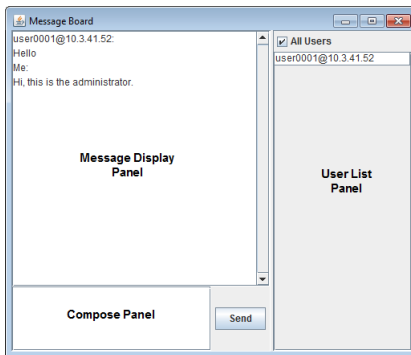 Message Board
user0001@10.3.41.52:
Hello
Me:
Hi, this is the administrator.
Message Display
Panel
Compose Panel
Send
All Users
user0001@10.3.41.52
User List
Panel